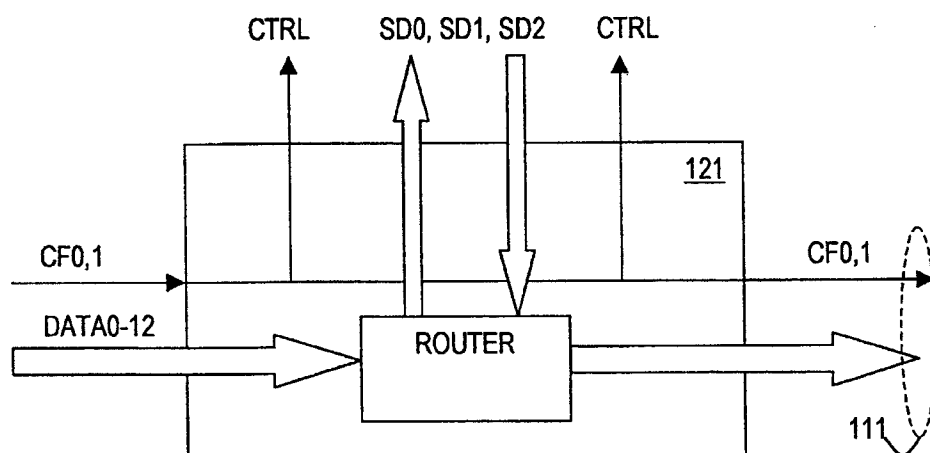 CTRL SD0, SD1, SD2 CTRL
121
CF0,1 CF0,1
DATA0-12
ROUTER
111